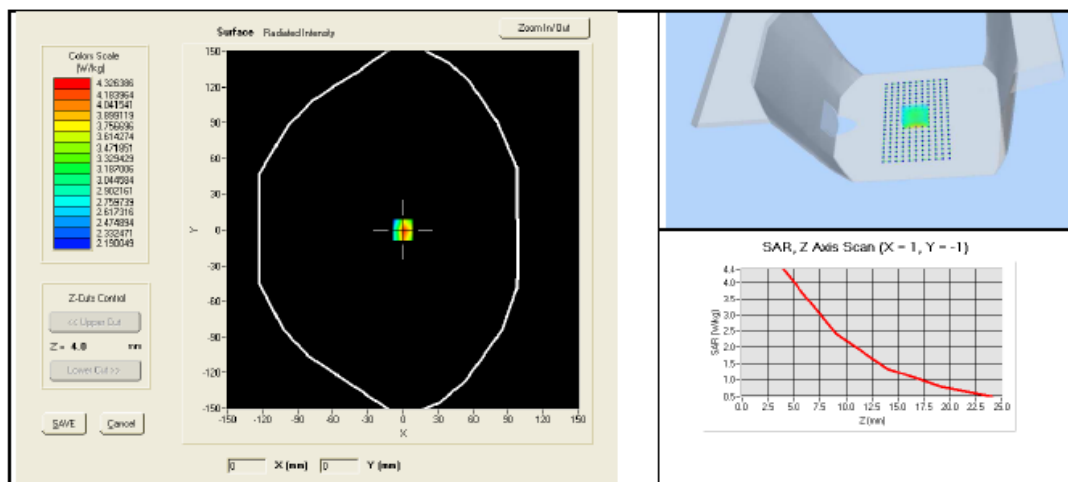 Surface Radiated Intensity
Zoom In/Out
Colors Scale
(W/kg)
4.326386
4.183964
4.041541
3.899119
3.756696
3.614274
3.471851
3.329429
3.187006
3.044584
2.902161
2.759739
2.617316
2.474894
2.332471
2.190049
Z-Cuts Control
<< Upper Cut
Z = 4.0 mm
Lower Cut >>
SAVE
Cancel
150
120
90
60
30
0
-30
-60
-90
-120
-150
Y
-150 -120 -90 -60 -30 0 30 60 90 120 150
X
0 X (mm) 0 Y (mm)
SAR, Z Axis Scan (X = 1, Y = -1)
4.4
4.0
3.5
3.0
2.5
2.0
1.5
1.0
0.5
SAR (W/kg)
0.0 2.5 5.0 7.5 10.0 12.5 15.0 17.5 20.0 22.5 25.0
Z (mm)